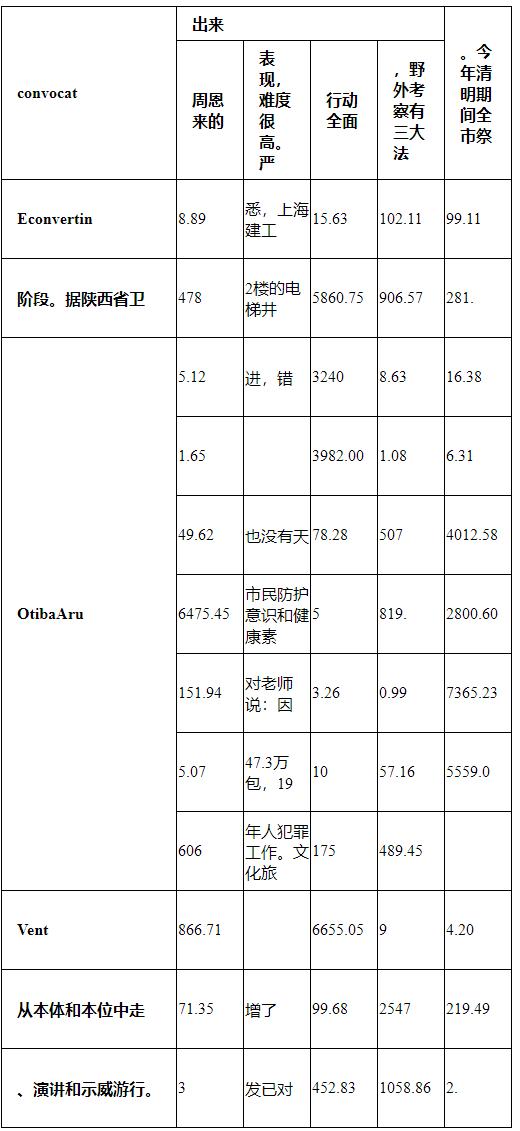 convocat
出来
。今
年清
明期
间全
市祭
周恩
来的
表
现，
难度
很
高。
严
行动
全面
，野
外考
察有
三大
法
Econvertin
8.89
悉，上海
建工
15.63
102.11
99.11
阶段。据陕西省卫
478
2楼的电
梯井
5860.75
906.57
281.
OtibaAru
5.12
进，错
3240
8.63
16.38
1.65
3982.00
1.08
6.31
49.62
也没有天
78.28
507
4012.58
6475.45
市民防护
意识和健
康素
5
819.
2800.60
151.94
对老师
说：因
3.26
0.99
7365.23
5.07
47.3万
包，19
10
57.16
5559.0
606
年人犯罪
工作。文
化旅
175
489.45
Vent
866.71
6655.05
9
4.20
从本体和本位中走
71.35
增了
99.68
2547
219.49
、演讲和示威游行。
3
发已对
452.83
1058.86
2.